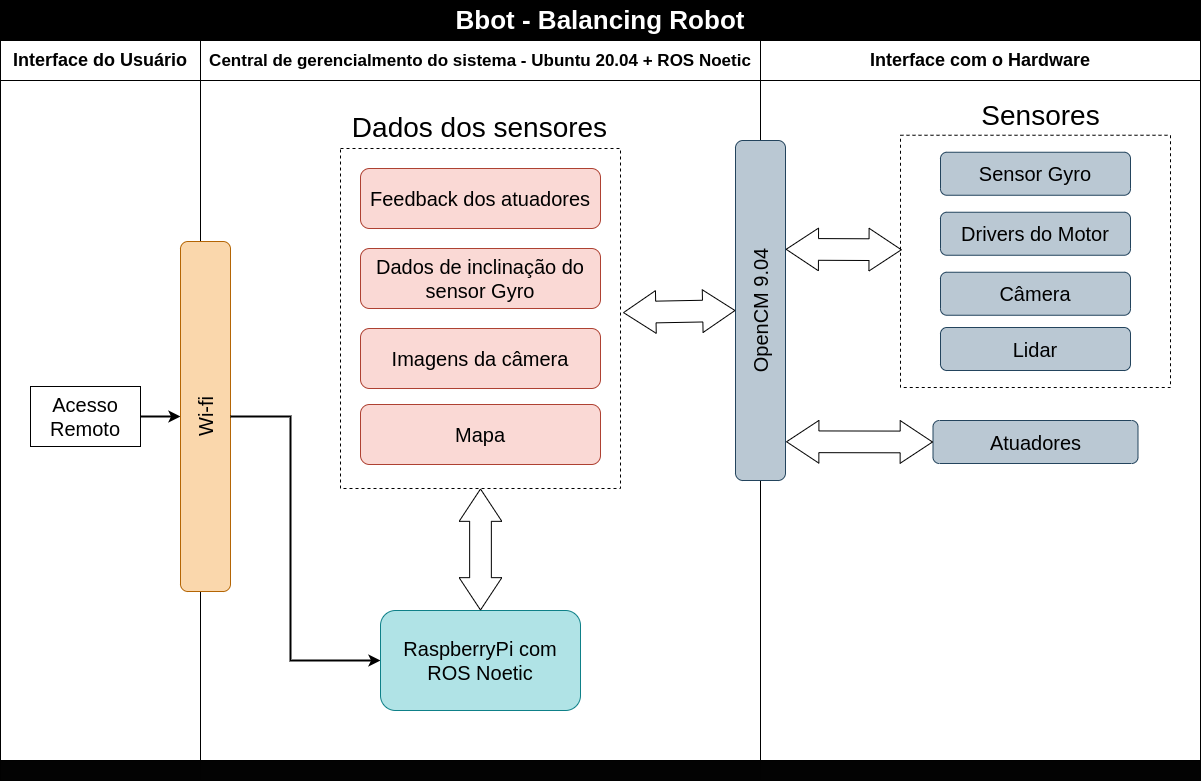 Bbot - Balancing Robot
Interface do Usuário
Central de gerencialmento do sistema - Ubuntu 20.04 + ROS Noetic
Interface com o Hardware
Acesso
Remoto
Wi-fi
Dados dos sensores
Feedback dos atuadores
Dados de inclinação do
sensor Gyro
Imagens da câmera
Mapa
RaspberryPi com
ROS Noetic
OpenCM 9.04
Sensores
Sensor Gyro
Drivers do Motor
Câmera
Lidar
Atuadores